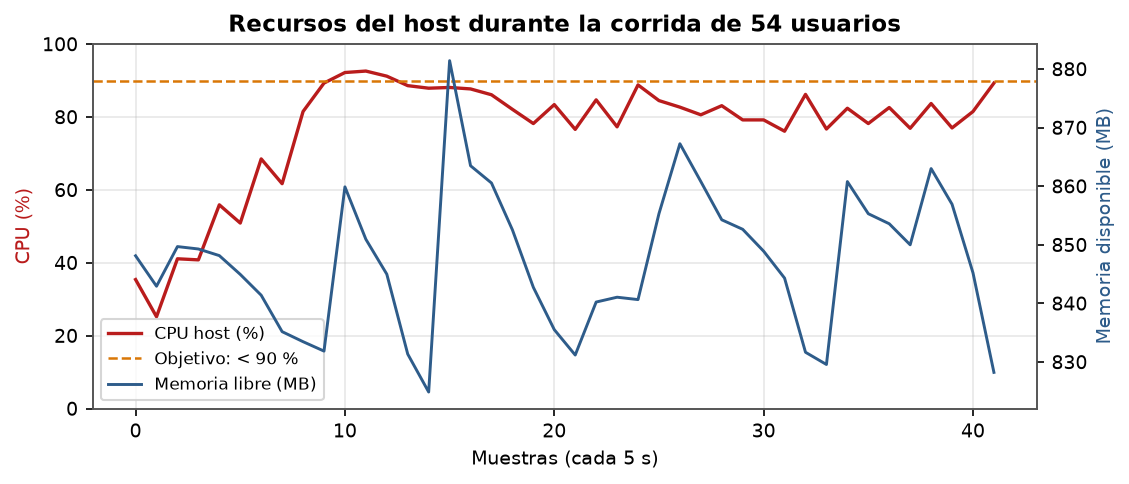 Recursos del host durante la corrida de 54 usuarios
100
80
60
40
20
0
CPU (%)
880
870
860
850
840
830
Memoria disponible (MB)
CPU host (%)
Objetivo: < 90 %
Memoria libre (MB)
0 10 20 30 40
Muestras (cada 5 s)